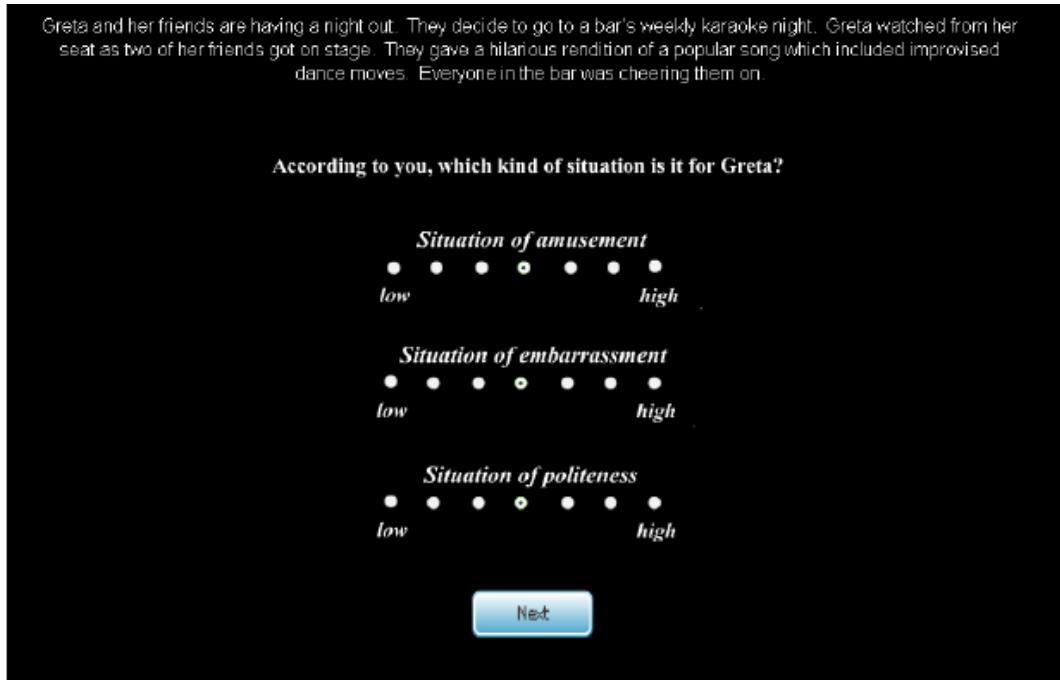 Greta and her friends are having a night out. They decide to go to a bar's weekly karaoke night. Greta watched from her
seat as two of her friends got on stage. They gave a hilarious rendition of a popular song which included improvised
dance moves. Everyone in the bar was cheering them on.
According to you, which kind of situation is it for Greta?
Situation of amusement
low high
Situation of embarrassment
low high
Situation of politeness
low high
Next